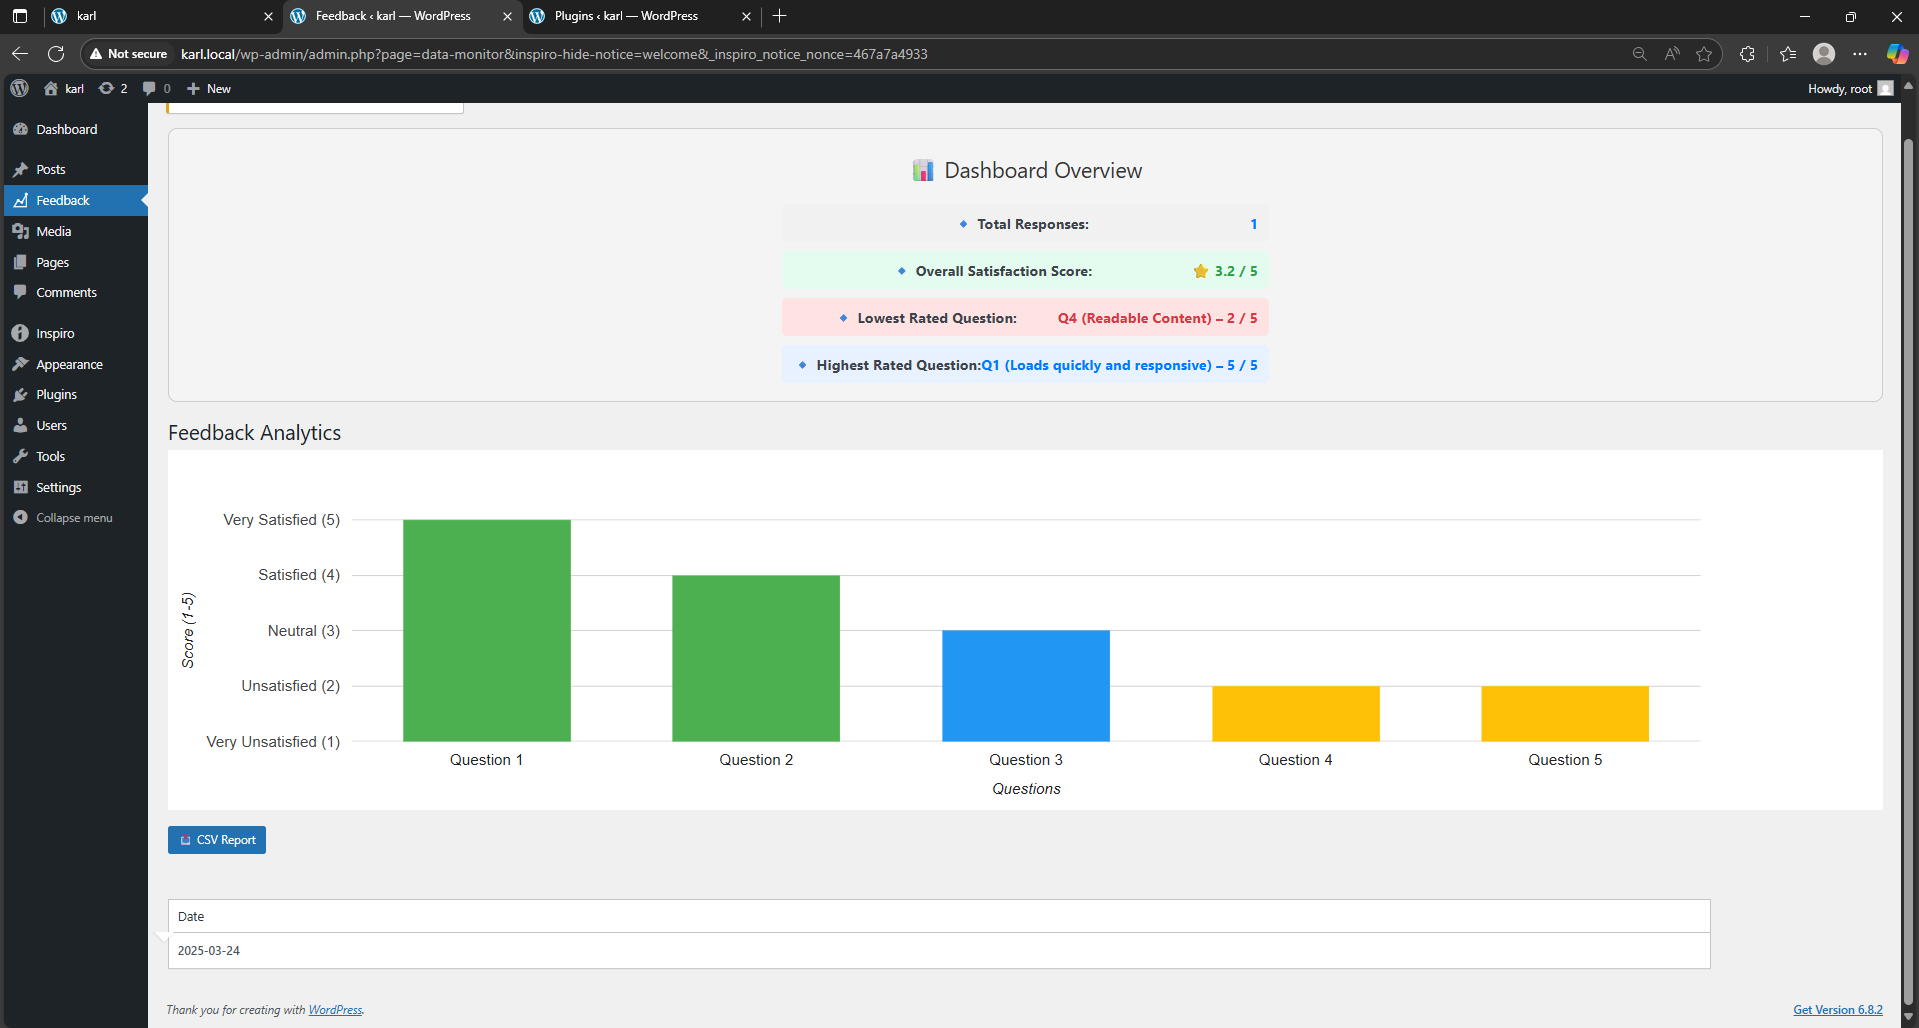 karl
Feedback ‹ karl — WordPress
Plugins ‹ karl — WordPress
Not secure
karl.local/wp-admin/admin.php?page=data-monitor&inspiro-hide-notice=welcome&_inspiro_notice_nonce=467a7a4933
karl
2
0
New
Howdy, root
Dashboard
Posts
Feedback
Media
Pages
Comments
Inspiro
Appearance
Plugins
Users
Tools
Settings
Collapse menu
Dashboard Overview
Total Responses: 1
Overall Satisfaction Score: 3.2 / 5
Lowest Rated Question: Q4 (Readable Content) – 2 / 5
Highest Rated Question:Q1 (Loads quickly and responsive) – 5 / 5
Feedback Analytics
Very Satisfied (5)
Satisfied (4)
Neutral (3)
Unsatisfied (2)
Very Unsatisfied (1)
Score (1-5)
Question 1
Question 2
Question 3
Question 4
Question 5
Questions
CSV Report
Date
2025-03-24
Thank you for creating with WordPress.
Get Version 6.8.2